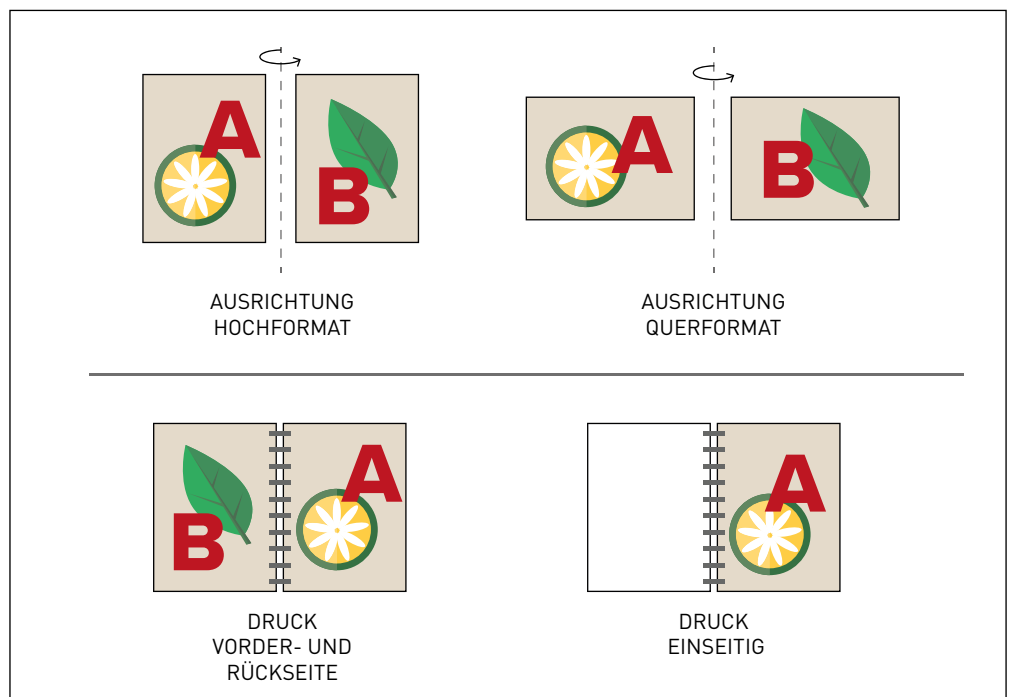 A
B
A
B
AUSRICHTUNG
HOCHFORMAT
AUSRICHTUNG
QUERFORMAT
B
A
A
DRUCK
VORDER- UND
RÜCKSEITE
DRUCK
EINSEITIG